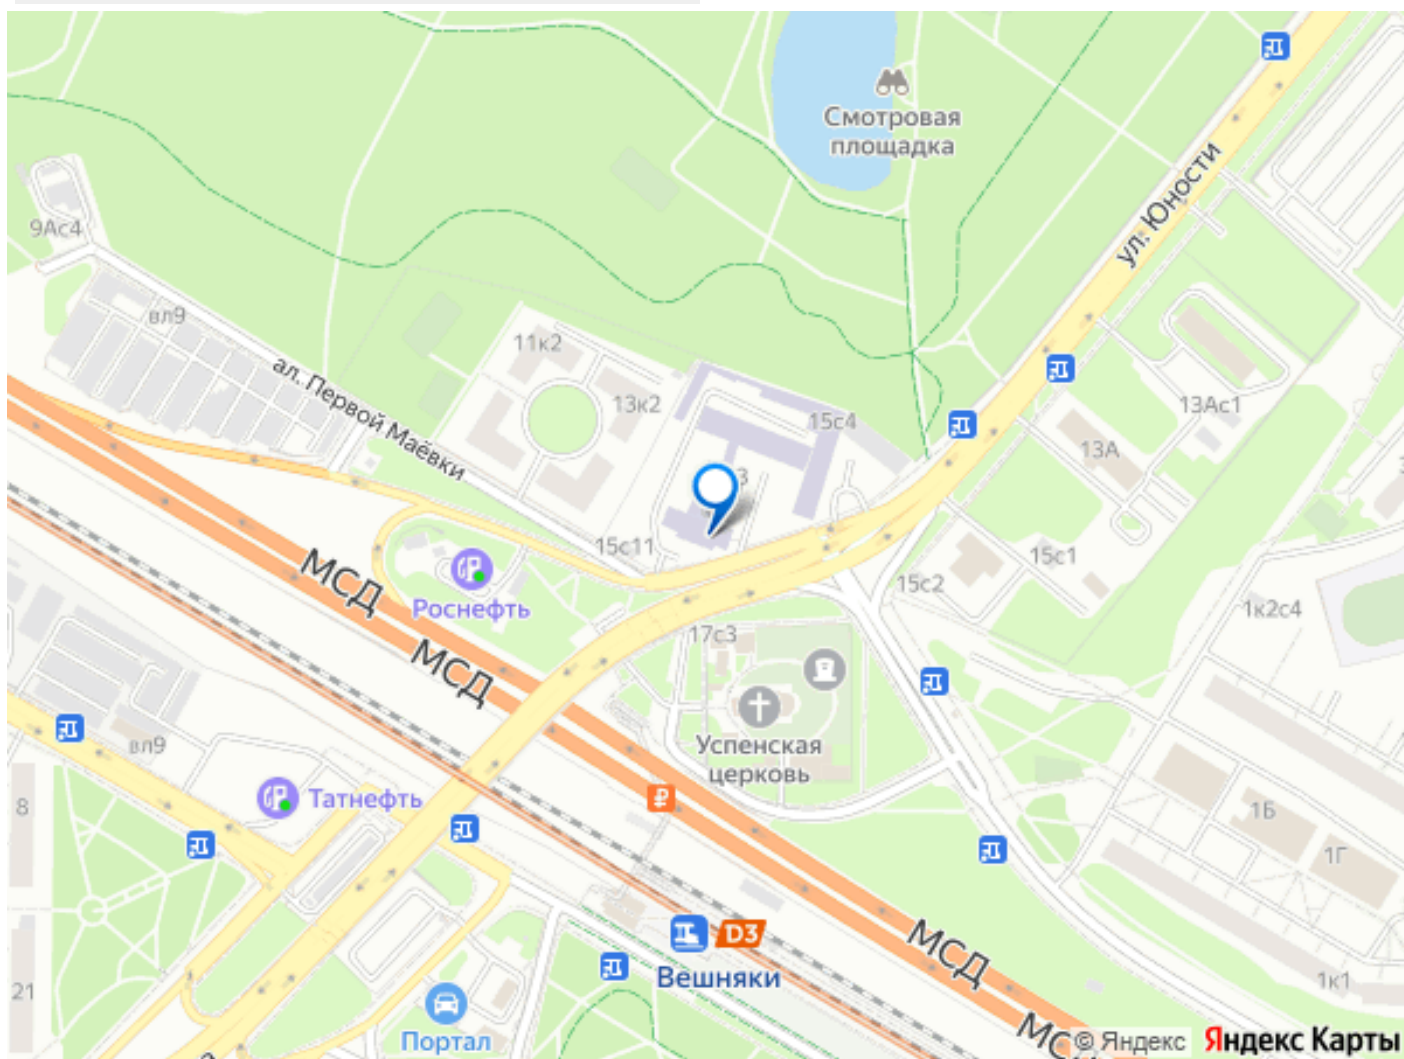 Смотровая
площадка
ул. Юности
9Ас4
вл9
ал. Первой Маёвки
11к2
13к2
15с4
13Ас1
13А
3
15с11
МСД
Роснефть
15с2
15с1
1к2с4
МСД
17с3
Успенская
церковь
вл9
Татнефть
8
₽
1Б
1Г
D3
МСД
Вешняки
21
1к1
Портал
© Яндекс
Яндекс Карты